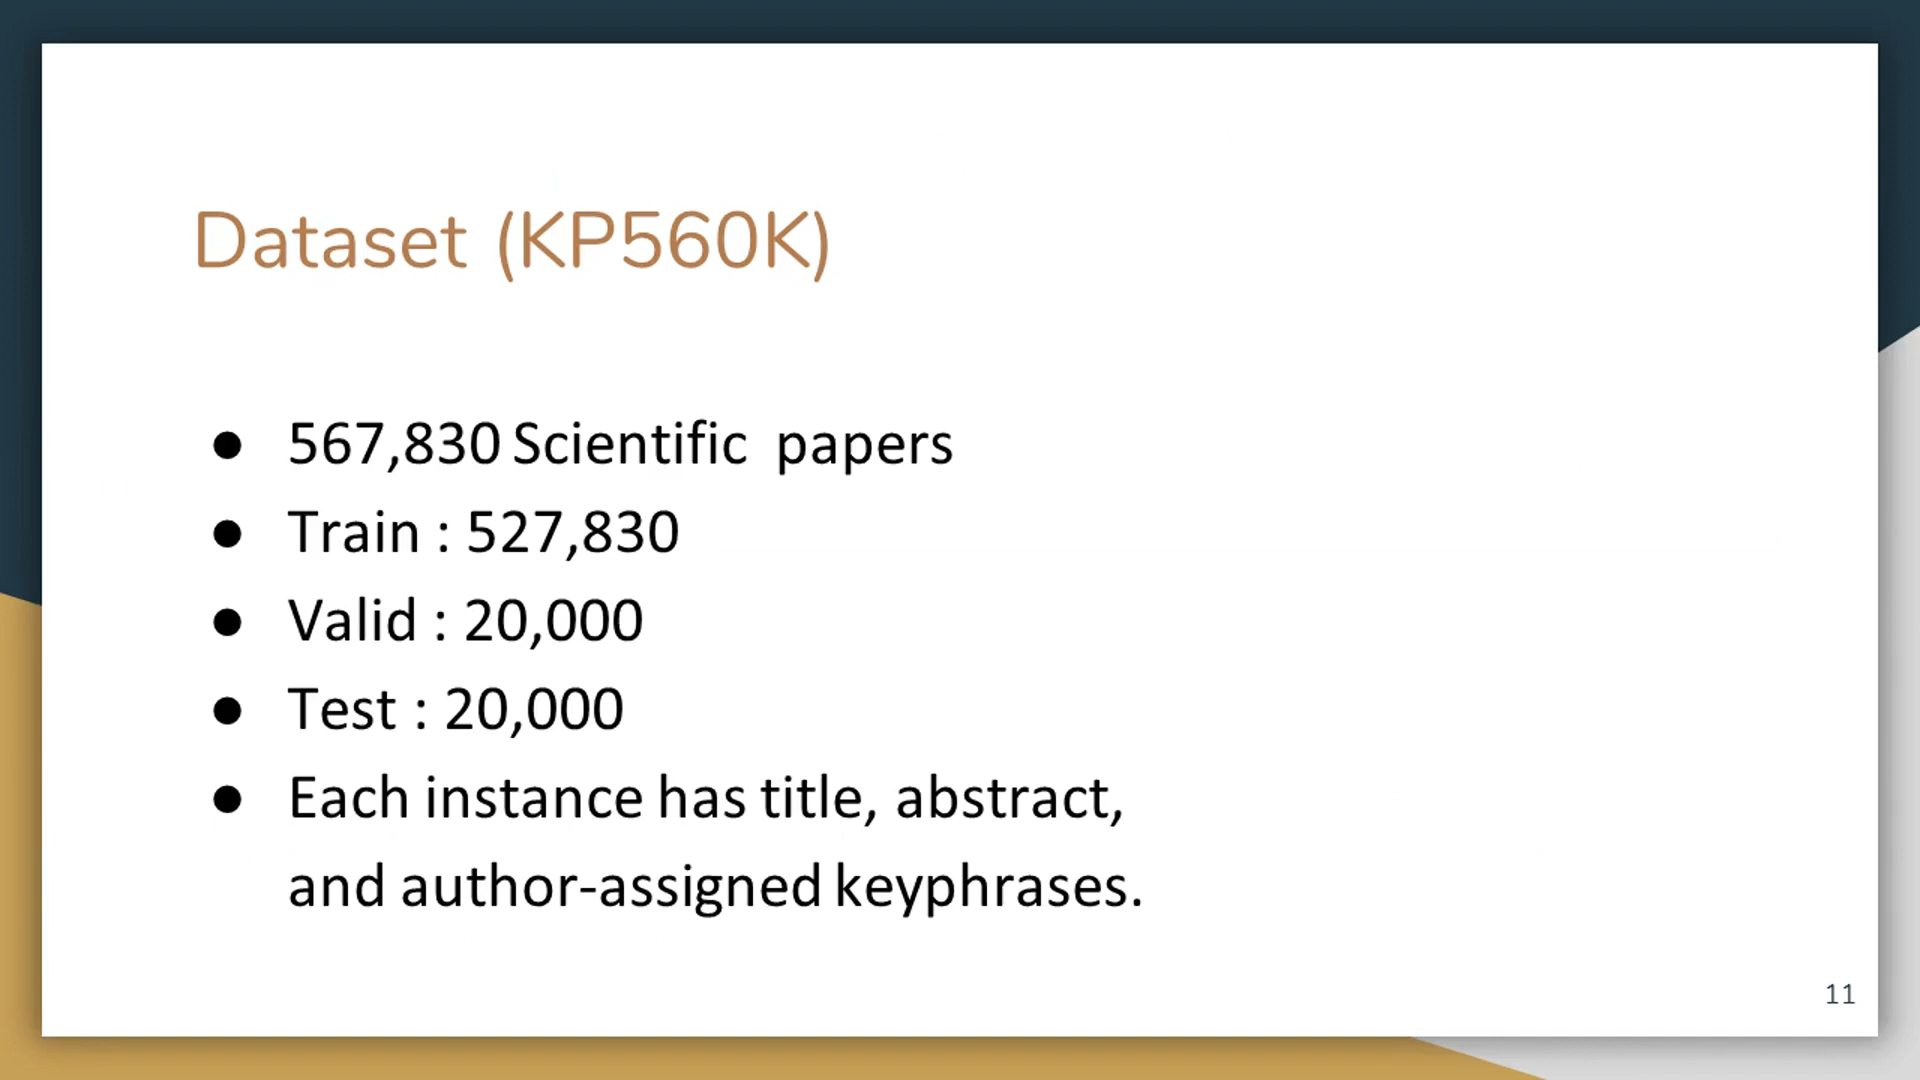 Dataset (KP560K)
● 567,830 Scientific papers
● Train : 527,830
● Valid : 20,000
● Test : 20,000
● Each instance has title, abstract,
and author-assigned keyphrases.
11